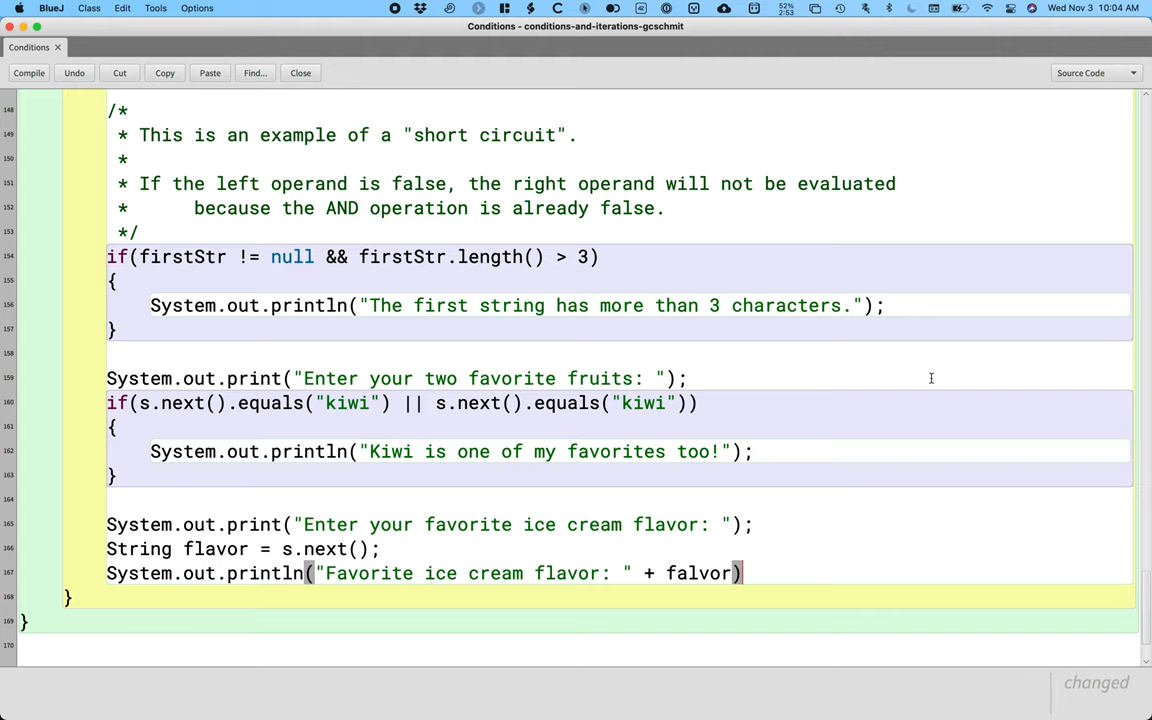 BlueJ Class Edit Tools Options 52% 2:53 Wed Nov 3 10:04 AM
Conditions - conditions-and-iterations-gcschmit
Conditions ×
Compile Undo Cut Copy Paste Find... Close Source Code
148 /*
149 * This is an example of a "short circuit".
150 *
151 * If the left operand is false, the right operand will not be evaluated
152 * because the AND operation is already false.
153 */
154 if(firstStr != null && firstStr.length() > 3)
155 {
156 System.out.println("The first string has more than 3 characters.");
157 }
158
159 System.out.print("Enter your two favorite fruits: ");
160 if(s.next().equals("kiwi") || s.next().equals("kiwi"))
161 {
162 System.out.println("Kiwi is one of my favorites too!");
163 }
164
165 System.out.print("Enter your favorite ice cream flavor: ");
166 String flavor = s.next();
167 System.out.println("Favorite ice cream flavor: " + falvor)
168 }
169 }
170
changed